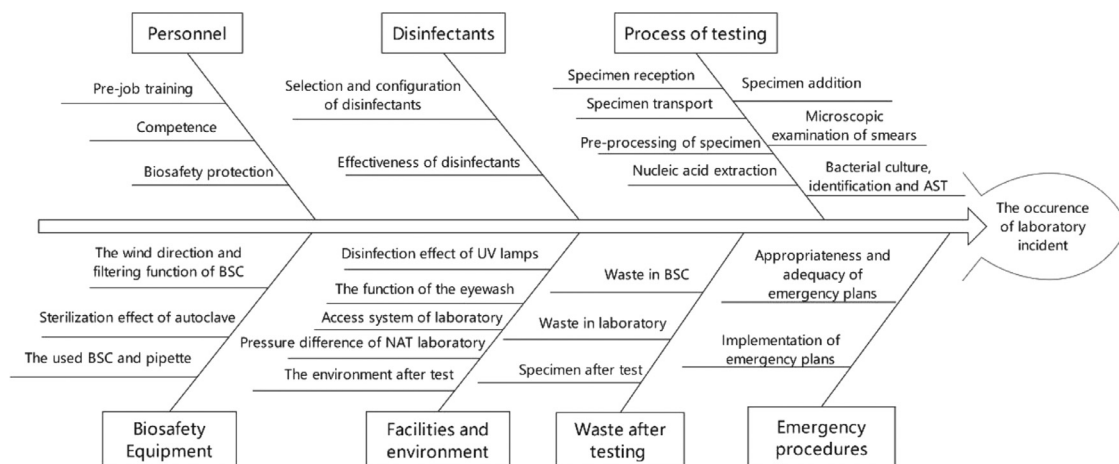 Personnel
Disinfectants
Process of testing
Pre-job training
Competence
Biosafety protection
Selection and configuration
of disinfectants
Effectiveness of disinfectants
Specimen reception
Specimen transport
Pre-processing of specimen
Nucleic acid extraction
Specimen addition
Microscopic
examination of smears
Bacterial culture,
identification and AST
The occurence
of laboratory
incident
The wind direction and
filtering function of BSC
Sterilization effect of autoclave
The used BSC and pipette
Disinfection effect of UV lamps
The function of the eyewash
Access system of laboratory
Pressure difference of NAT laboratory
The environment after test
Waste in BSC
Waste in laboratory
Specimen after test
Appropriateness and
adequacy of
emergency plans
Implementation of
emergency plans
Biosafety
Equipment
Facilities and
environment
Waste after
testing
Emergency
procedures